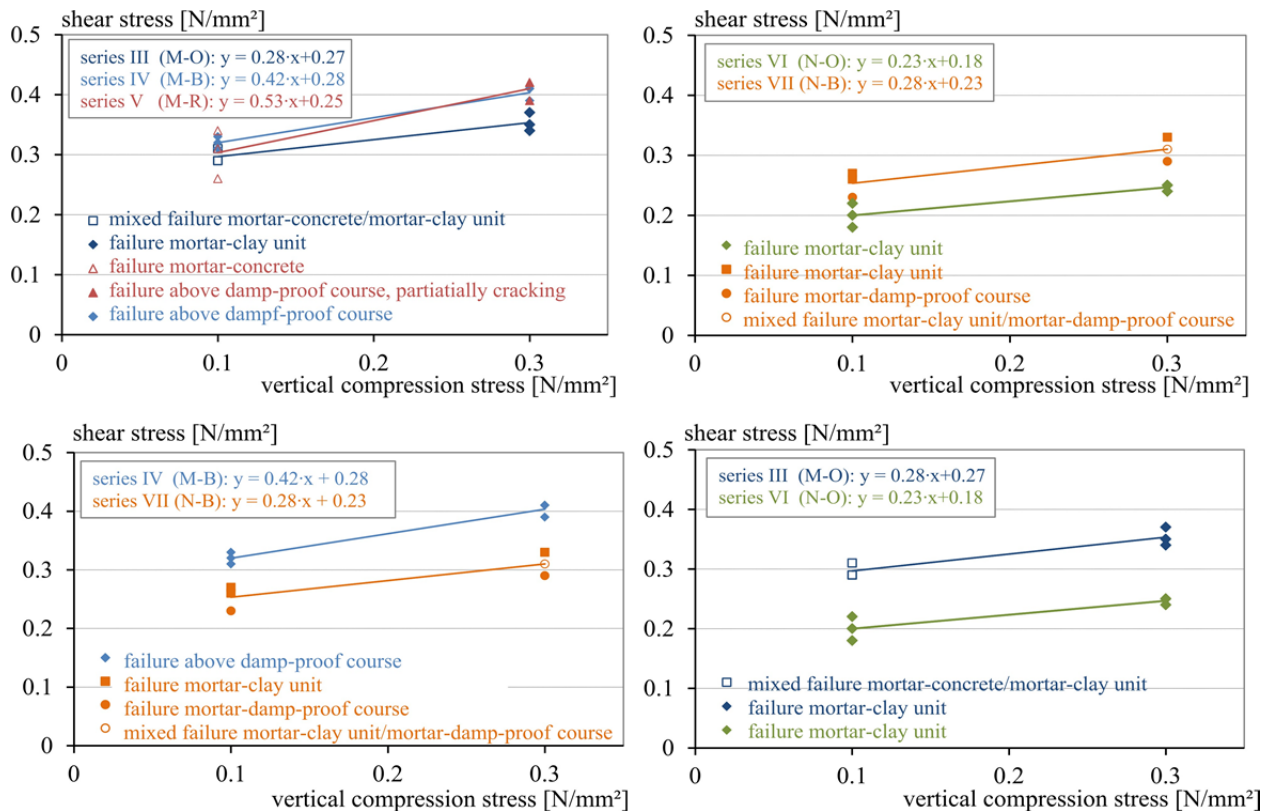 shear stress [N/mm²]
series III (M-O): y = 0.28·x+0.27
series IV (M-B): y = 0.42·x+0.28
series V (M-R): y = 0.53·x+0.25
0.5
0.4
0.3
0.2
0.1
0
mixed failure mortar-concrete/mortar-clay unit
failure mortar-clay unit
failure mortar-concrete
failure above damp-proof course, partiatially cracking
failure above dampf-proof course
0 0.1 0.2 0.3
vertical compression stress [N/mm²]
shear stress [N/mm²]
series VI (N-O): y = 0.23·x+0.18
series VII (N-B): y = 0.28·x+0.23
0.5
0.4
0.3
0.2
0.1
0
failure mortar-clay unit
failure mortar-clay unit
failure mortar-damp-proof course
mixed failure mortar-clay unit/mortar-damp-proof course
0 0.1 0.2 0.3
vertical compression stress [N/mm²]
shear stress [N/mm²]
series IV (M-B): y = 0.42·x + 0.28
series VII (N-B): y = 0.28·x + 0.23
0.5
0.4
0.3
0.2
0.1
0
failure above damp-proof course
failure mortar-clay unit
failure mortar-damp-proof course
mixed failure mortar-clay unit/mortar-damp-proof course
0 0.1 0.2 0.3
vertical compression stress [N/mm²]
shear stress [N/mm²]
series III (M-O): y = 0.28·x+0.27
series VI (N-O): y = 0.23·x+0.18
0.5
0.4
0.3
0.2
0.1
0
mixed failure mortar-concrete/mortar-clay unit
failure mortar-clay unit
failure mortar-clay unit
0 0.1 0.2 0.3
vertical compression stress [N/mm²]